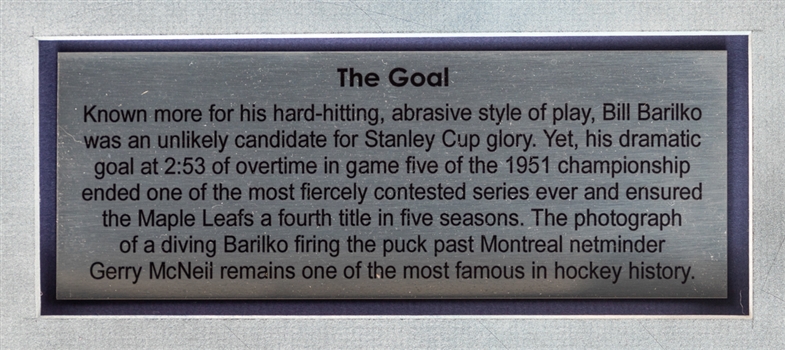 The Goal
Known more for his hard-hitting, abrasive style of play, Bill Barilko
was an unlikely candidate for Stanley Cup glory. Yet, his dramatic
goal at 2:53 of overtime in game five of the 1951 championship
ended one of the most fiercely contested series ever and ensured
the Maple Leafs a fourth title in five seasons. The photograph
of a diving Barilko firing the puck past Montreal netminder
Gerry McNeil remains one of the most famous in hockey history.